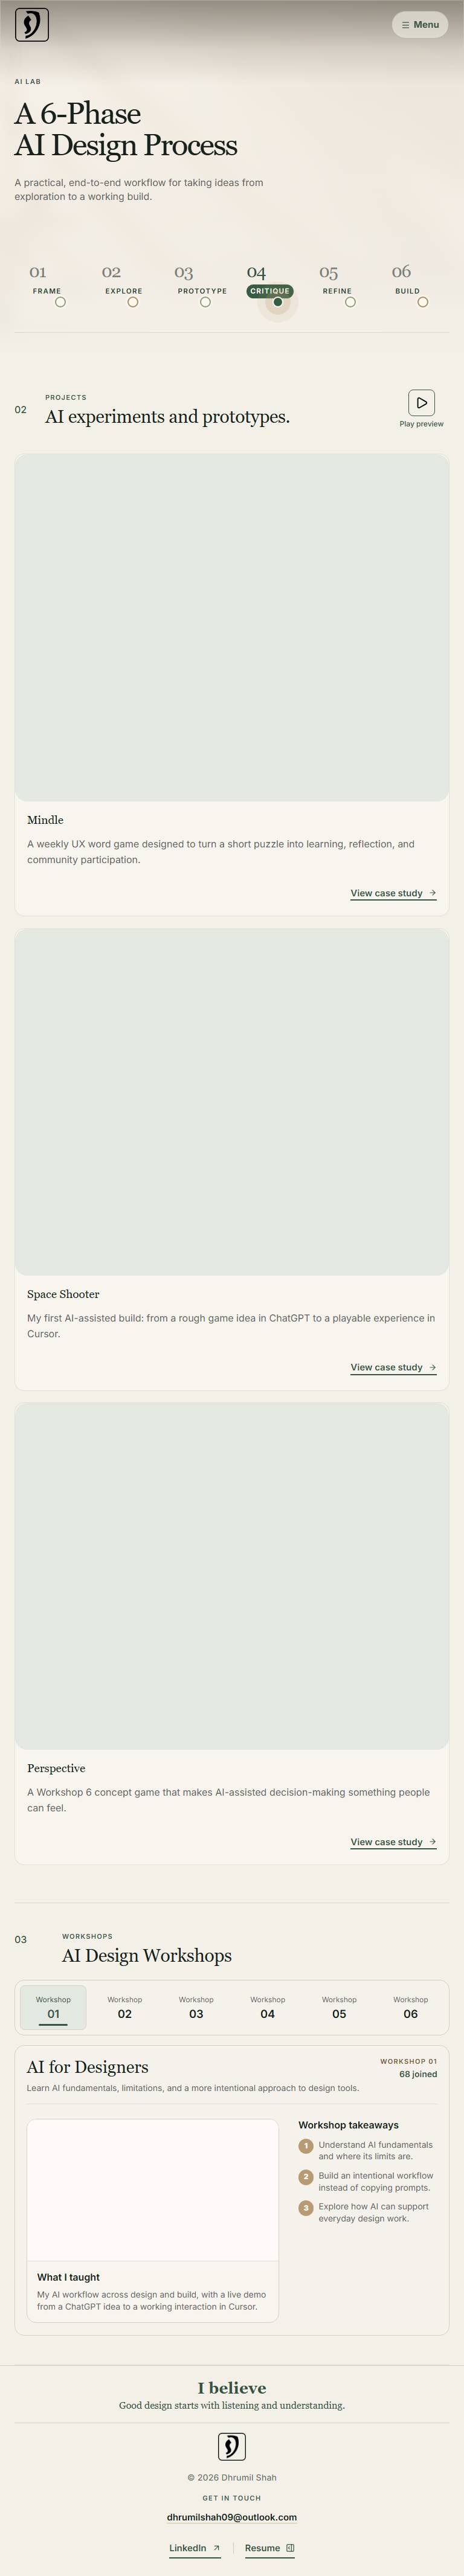 Menu
AI LAB
A 6-Phase
AI Design Process
A practical, end-to-end workflow for taking ideas from
exploration to a working build.
01 02 03 04 05 06
FRAME EXPLORE PROTOTYPE CRITIQUE REFINE BUILD
02
PROJECTS
AI experiments and prototypes.
Play preview
Mindle
A weekly UX word game designed to turn a short puzzle into learning, reflection, and
community participation.
View case study
Space Shooter
My first AI-assisted build: from a rough game idea in ChatGPT to a playable experience in
Cursor.
View case study
Perspective
A Workshop 6 concept game that makes AI-assisted decision-making something people
can feel.
View case study
03
WORKSHOPS
AI Design Workshops
Workshop Workshop Workshop Workshop Workshop Workshop
01 02 03 04 05 06
AI for Designers
WORKSHOP 01
68 joined
Learn AI fundamentals, limitations, and a more intentional approach to design tools.
What I taught
My AI workflow across design and build, with a live demo
from a ChatGPT idea to a working interaction in Cursor.
Workshop takeaways
1 Understand AI fundamentals
and where its limits are.
2 Build an intentional workflow
instead of copying prompts.
3 Explore how AI can support
everyday design work.
I believe
Good design starts with listening and understanding.
© 2026 Dhrumil Shah
GET IN TOUCH
dhrumilshah09@outlook.com
LinkedIn Resume